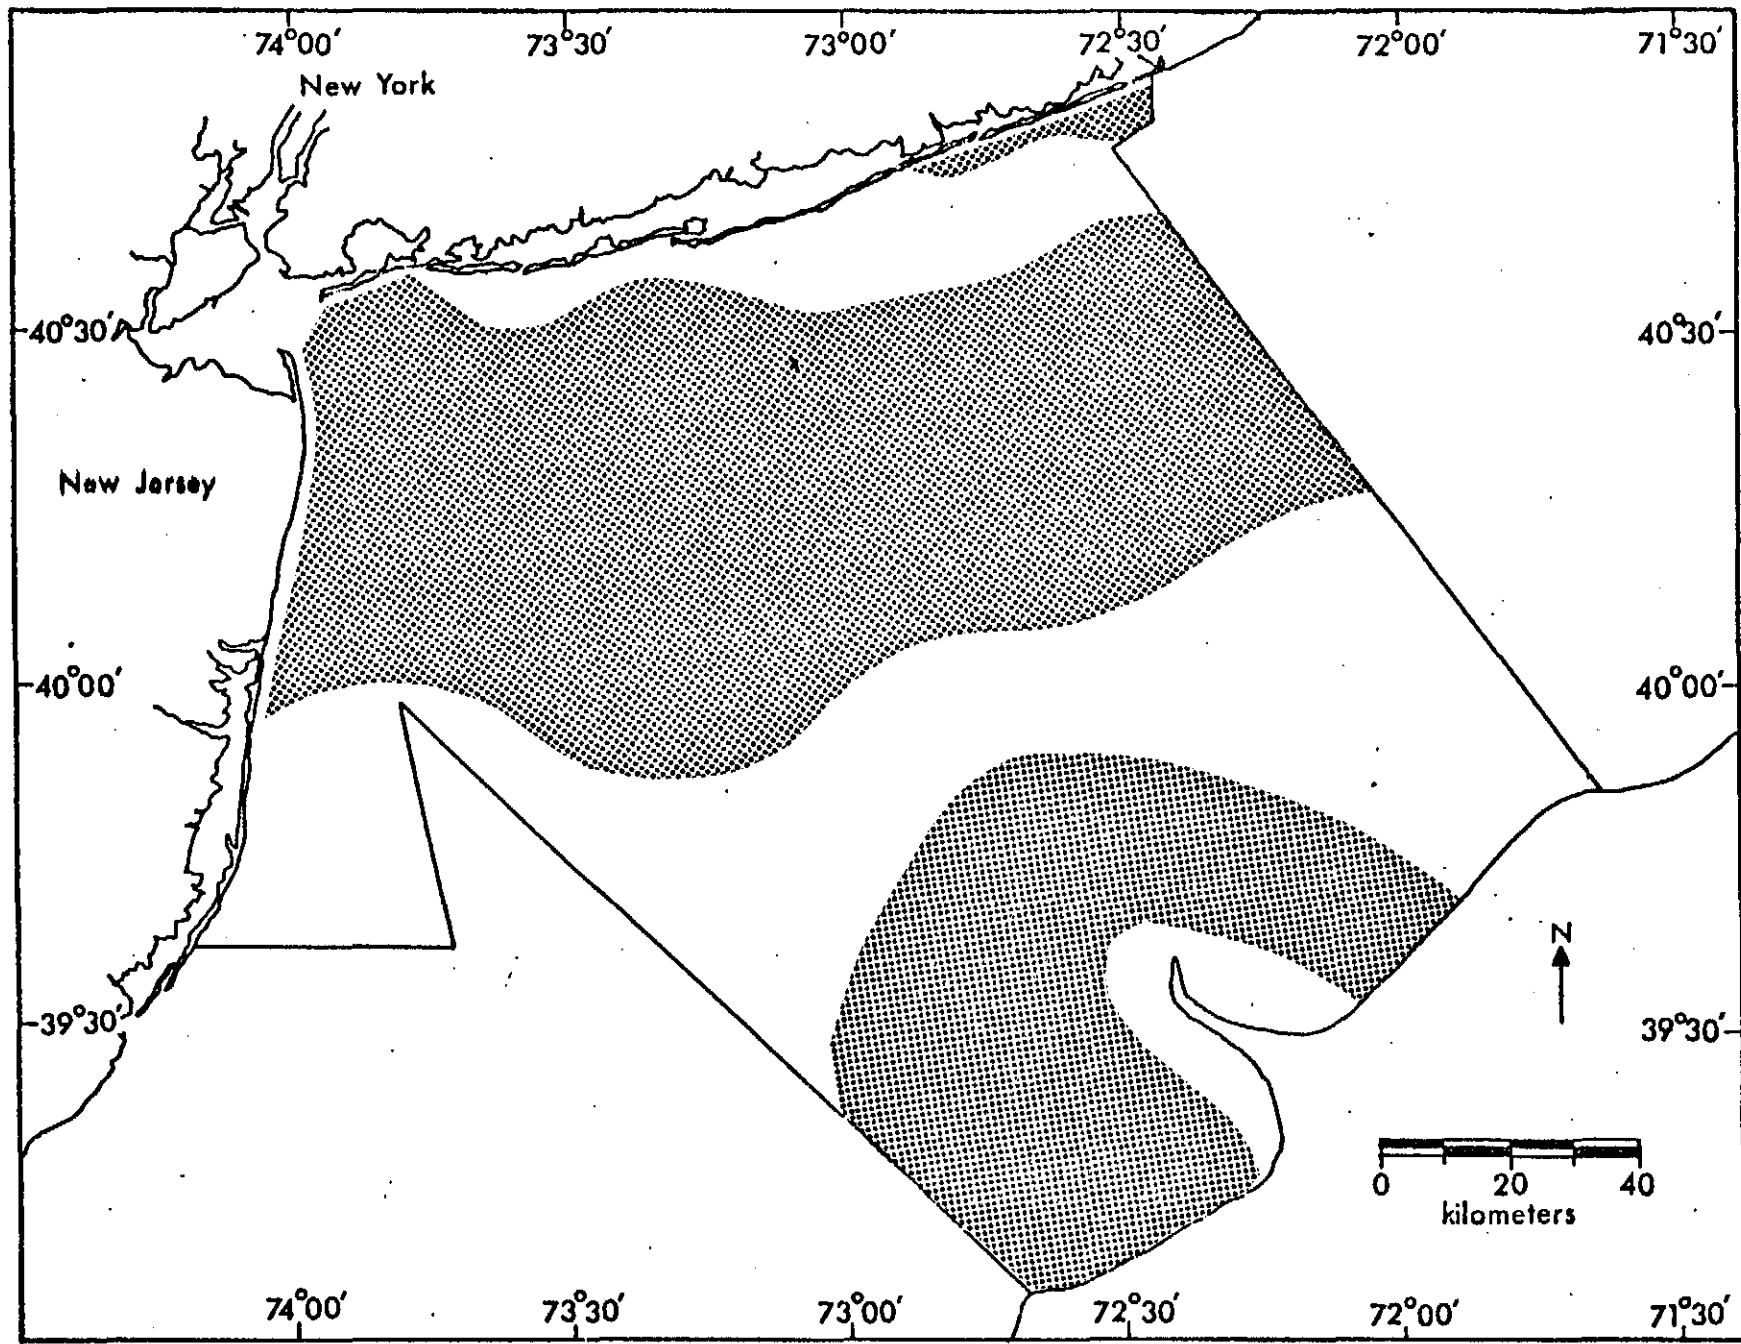 74°00′ 73°30′ 73°00′ 72°30′ 72°00′ 71°30′
New York
40°30′ 40°30′
New Jersey
40°00′ 40°00′
N
39°30′ 39°30′
0 20 40
kilometers
74°00′ 73°30′ 73°00′ 72°30′ 72°00′ 71°30′